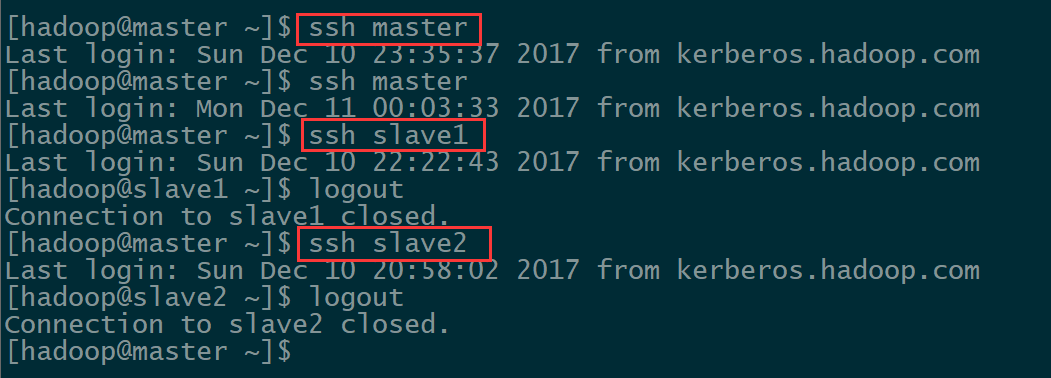 [hadoop@master ~]$ ssh master
Last login: Sun Dec 10 23:35:37 2017 from kerberos.hadoop.com
[hadoop@master ~]$ ssh master
Last login: Mon Dec 11 00:03:33 2017 from kerberos.hadoop.com
[hadoop@master ~]$ ssh slave1
Last login: Sun Dec 10 22:22:43 2017 from kerberos.hadoop.com
[hadoop@slave1 ~]$ logout
Connection to slave1 closed.
[hadoop@master ~]$ ssh slave2
Last login: Sun Dec 10 20:58:02 2017 from kerberos.hadoop.com
[hadoop@slave2 ~]$ logout
Connection to slave2 closed.
[hadoop@master ~]$